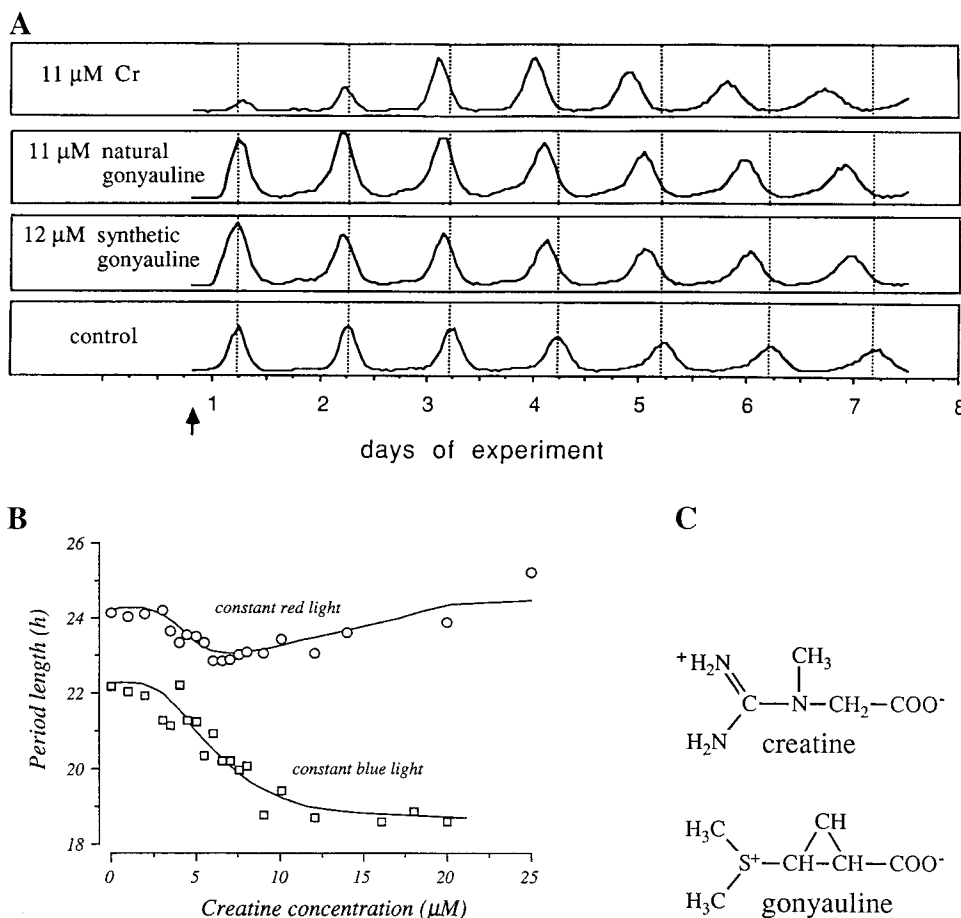 A
11 µM Cr
11 µM natural
gonyauline
12 µM synthetic
gonyauline
control
1 2 3 4 5 6 7 8
days of experiment
B
26
24
22
20
18
Period length (h)
constant red light
constant blue light
0 5 10 15 20 25
Creatine concentration (µM)
C
+
H₂N
CH₃
C—N—CH₂—COO⁻
H₂N
creatine
H₃C
CH
S⁺—CH—CH—COO⁻
H₃C
gonyauline